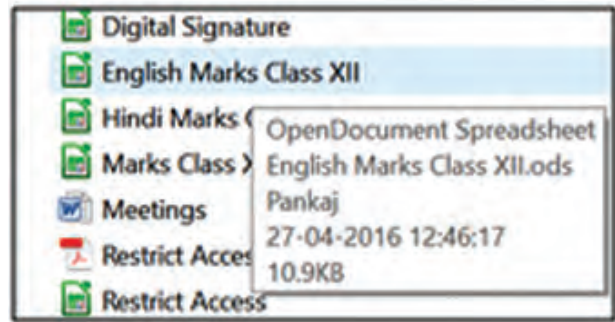 Digital Signature
English Marks Class XII
Hindi Marks
Marks Class
Meetings
Restrict Acces
Restrict Access
OpenDocument Spreadsheet
English Marks Class XII.ods
Pankaj
27-04-2016 12:46:17
10.9KB